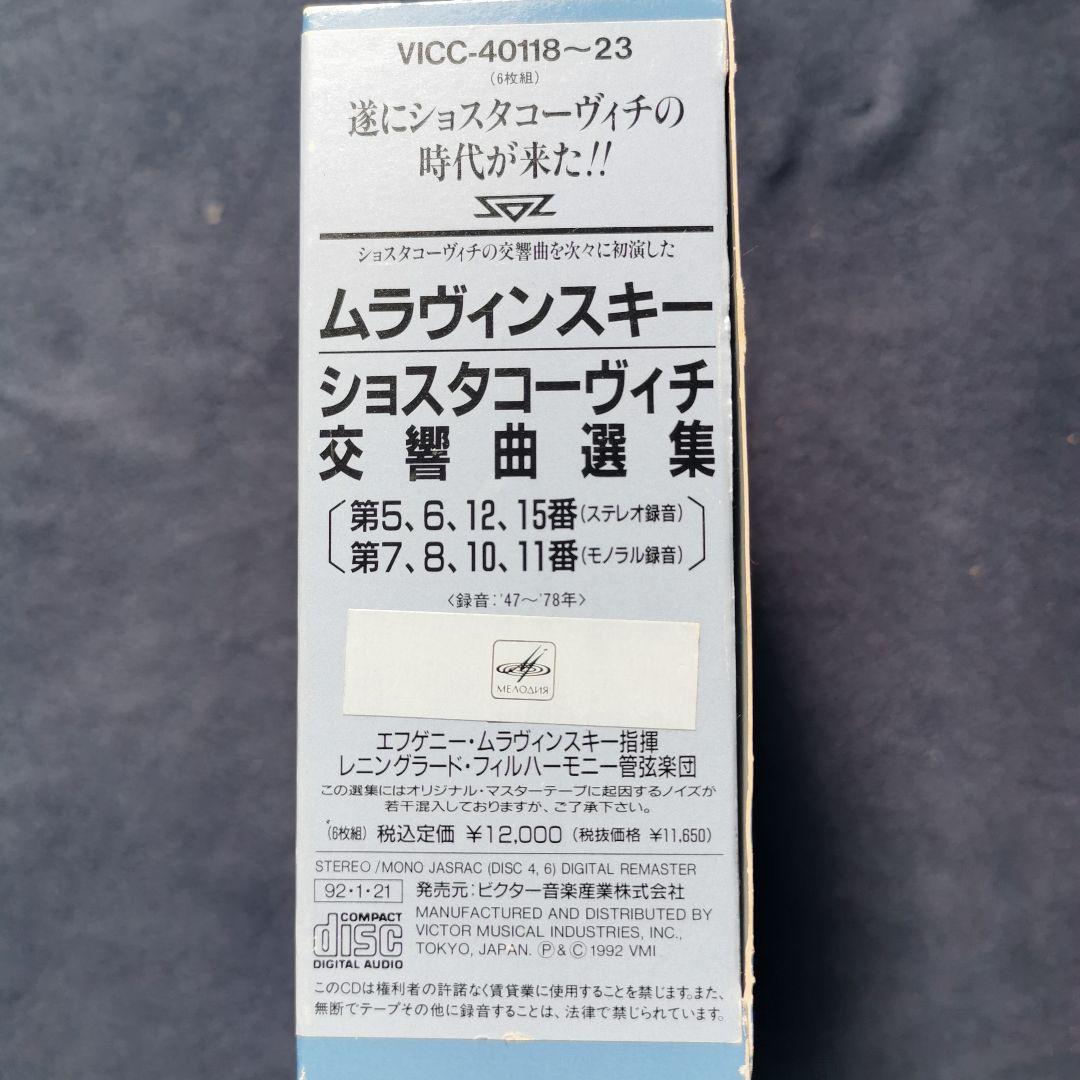 VICC-40118～23
(6枚組)
遂にショスタコーヴィチの
時代が来た!!
ショスタコーヴィチの交響曲を次々に初演した
ムラヴィンスキー
ショスタコーヴィチ
交響曲選集
第5、6、12、15番(ステレオ録音)
第7、8、10、11番(モノラル録音)
〈録音:'47～'78年〉
МЕЛОДИЯ
エフゲニー・ムラヴィンスキー指揮
レニングラード・フィルハーモニー管弦楽団
この選集にはオリジナル・マスターテープに起因するノイズが
若干混入しておりますが、ご了承下さい。
(6枚組) 税込定価 ¥12,000 (税抜価格 ¥11,650)
STEREO/MONO JASRAC (DISC 4, 6) DIGITAL REMASTER
92・1・21 発売元:ビクター音楽産業株式会社
COMPACT
disc
DIGITAL AUDIO
MANUFACTURED AND DISTRIBUTED BY
VICTOR MUSICAL INDUSTRIES, INC.,
TOKYO, JAPAN. Ⓟ&Ⓒ 1992 VMI
このCDは権利者の許諾なく賃貸業に使用することを禁じます。また、
無断でテープその他に録音することは、法律で禁じられています。